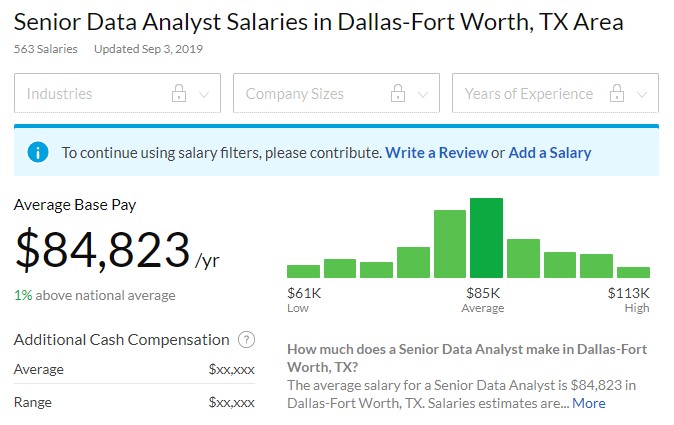 Senior Data Analyst Salaries in Dallas-Fort Worth, TX Area
563 Salaries Updated Sep 3, 2019
Industries Company Sizes Years of Experience
To continue using salary filters, please contribute. Write a Review or Add a Salary
Average Base Pay
$84,823 /yr
1% above national average
$61K $85K $113K
Low Average High
Additional Cash Compensation ?
Average $xx,xxx
Range $xx,xxx
How much does a Senior Data Analyst make in Dallas-Fort
Worth, TX?
The average salary for a Senior Data Analyst is $84,823 in
Dallas-Fort Worth, TX. Salaries estimates are... More